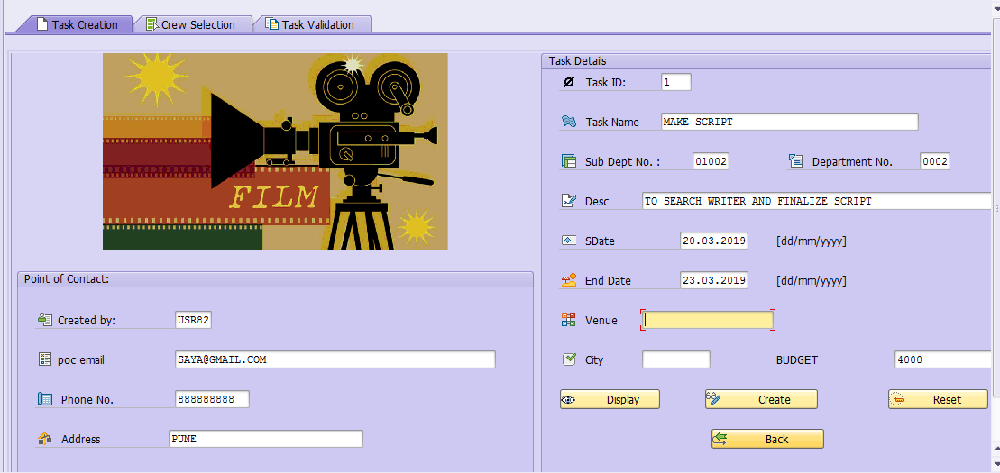 Task Creation Crew Selection Task Validation
FILM
Point of Contact:
Created by: USR82
poc email SAYA@GMAIL.COM
Phone No. 888888888
Address PUNE
Task Details
Task ID: 1
Task Name MAKE SCRIPT
Sub Dept No. : 01002 Department No. 0002
Desc TO SEARCH WRITER AND FINALIZE SCRIPT
SDate 20.03.2019 [dd/mm/yyyy]
End Date 23.03.2019 [dd/mm/yyyy]
Venue
City BUDGET 4000
Display Create Reset
Back